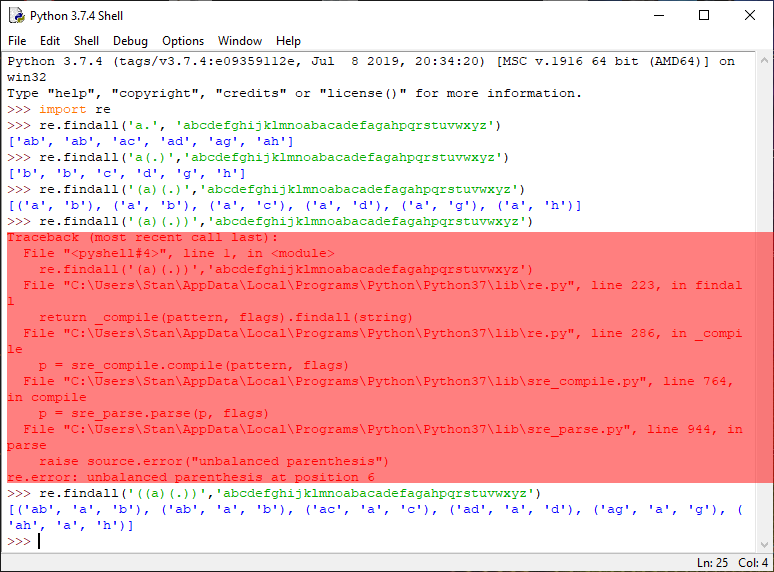 Python 3.7.4 Shell
File Edit Shell Debug Options Window Help
Python 3.7.4 (tags/v3.7.4:e09359112e, Jul  8 2019, 20:34:20) [MSC v.1916 64 bit (AMD64)] on
win32
Type "help", "copyright", "credits" or "license()" for more information.
>>> import re
>>> re.findall('a.', 'abcdefghijklmnoabacadefagahpqrstuvwxyz')
['ab', 'ab', 'ac', 'ad', 'ag', 'ah']
>>> re.findall('a(.)','abcdefghijklmnoabacadefagahpqrstuvwxyz')
['b', 'b', 'c', 'd', 'g', 'h']
>>> re.findall('(a)(.)','abcdefghijklmnoabacadefagahpqrstuvwxyz')
[('a', 'b'), ('a', 'b'), ('a', 'c'), ('a', 'd'), ('a', 'g'), ('a', 'h')]
>>> re.findall('(a)(.))','abcdefghijklmnoabacadefagahpqrstuvwxyz')
Traceback (most recent call last):
  File "<pyshell#4>", line 1, in <module>
    re.findall('(a)(.))','abcdefghijklmnoabacadefagahpqrstuvwxyz')
  File "C:\Users\Stan\AppData\Local\Programs\Python\Python37\lib\re.py", line 223, in findal
l
    return _compile(pattern, flags).findall(string)
  File "C:\Users\Stan\AppData\Local\Programs\Python\Python37\lib\re.py", line 286, in _compi
le
    p = sre_compile.compile(pattern, flags)
  File "C:\Users\Stan\AppData\Local\Programs\Python\Python37\lib\sre_compile.py", line 764,
in compile
    p = sre_parse.parse(p, flags)
  File "C:\Users\Stan\AppData\Local\Programs\Python\Python37\lib\sre_parse.py", line 944, in
parse
    raise source.error("unbalanced parenthesis")
re.error: unbalanced parenthesis at position 6
>>> re.findall('((a)(.))','abcdefghijklmnoabacadefagahpqrstuvwxyz')
[('ab', 'a', 'b'), ('ab', 'a', 'b'), ('ac', 'a', 'c'), ('ad', 'a', 'd'), ('ag', 'a', 'g'), (
'ah', 'a', 'h')]
>>>
Ln: 25 Col: 4